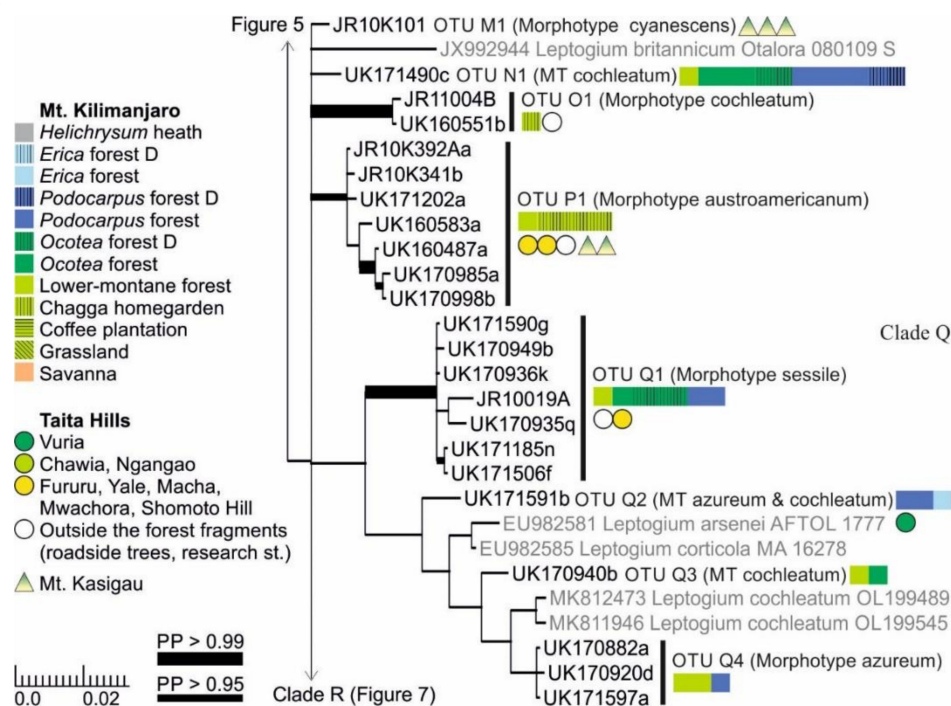 Figure 5
JR10K101 OTU M1 (Morphotype cyanescens)
JX992944 Leptogium britannicum Otalora 080109 S
UK171490c OTU N1 (MT cochleatum)
JR11004B
UK160551b
OTU O1 (Morphotype cochleatum)
JR10K392Aa
JR10K341b
UK171202a
UK160583a
UK160487a
UK170985a
UK170998b
OTU P1 (Morphotype austroamericanum)
UK171590g
UK170949b
UK170936k
JR10019A
UK170935q
UK171185n
UK171506f
OTU Q1 (Morphotype sessile)
Clade Q
UK171591b OTU Q2 (MT azureum & cochleatum)
EU982581 Leptogium arsenei AFTOL 1777
EU982585 Leptogium corticola MA 16278
UK170940b OTU Q3 (MT cochleatum)
MK812473 Leptogium cochleatum OL199489
MK811946 Leptogium cochleatum OL199545
UK170882a
UK170920d
UK171597a
OTU Q4 (Morphotype azureum)
Clade R (Figure 7)
Mt. Kilimanjaro
Helichrysum heath
Erica forest D
Erica forest
Podocarpus forest D
Podocarpus forest
Ocotea forest D
Ocotea forest
Lower-montane forest
Chagga homegarden
Coffee plantation
Grassland
Savanna
Taita Hills
Vuria
Chawia, Ngangao
Fururu, Yale, Macha,
Mwachora, Shomoto Hill
Outside the forest fragments
(roadside trees, research st.)
Mt. Kasigau
PP > 0.99
PP > 0.95
0.0 0.02